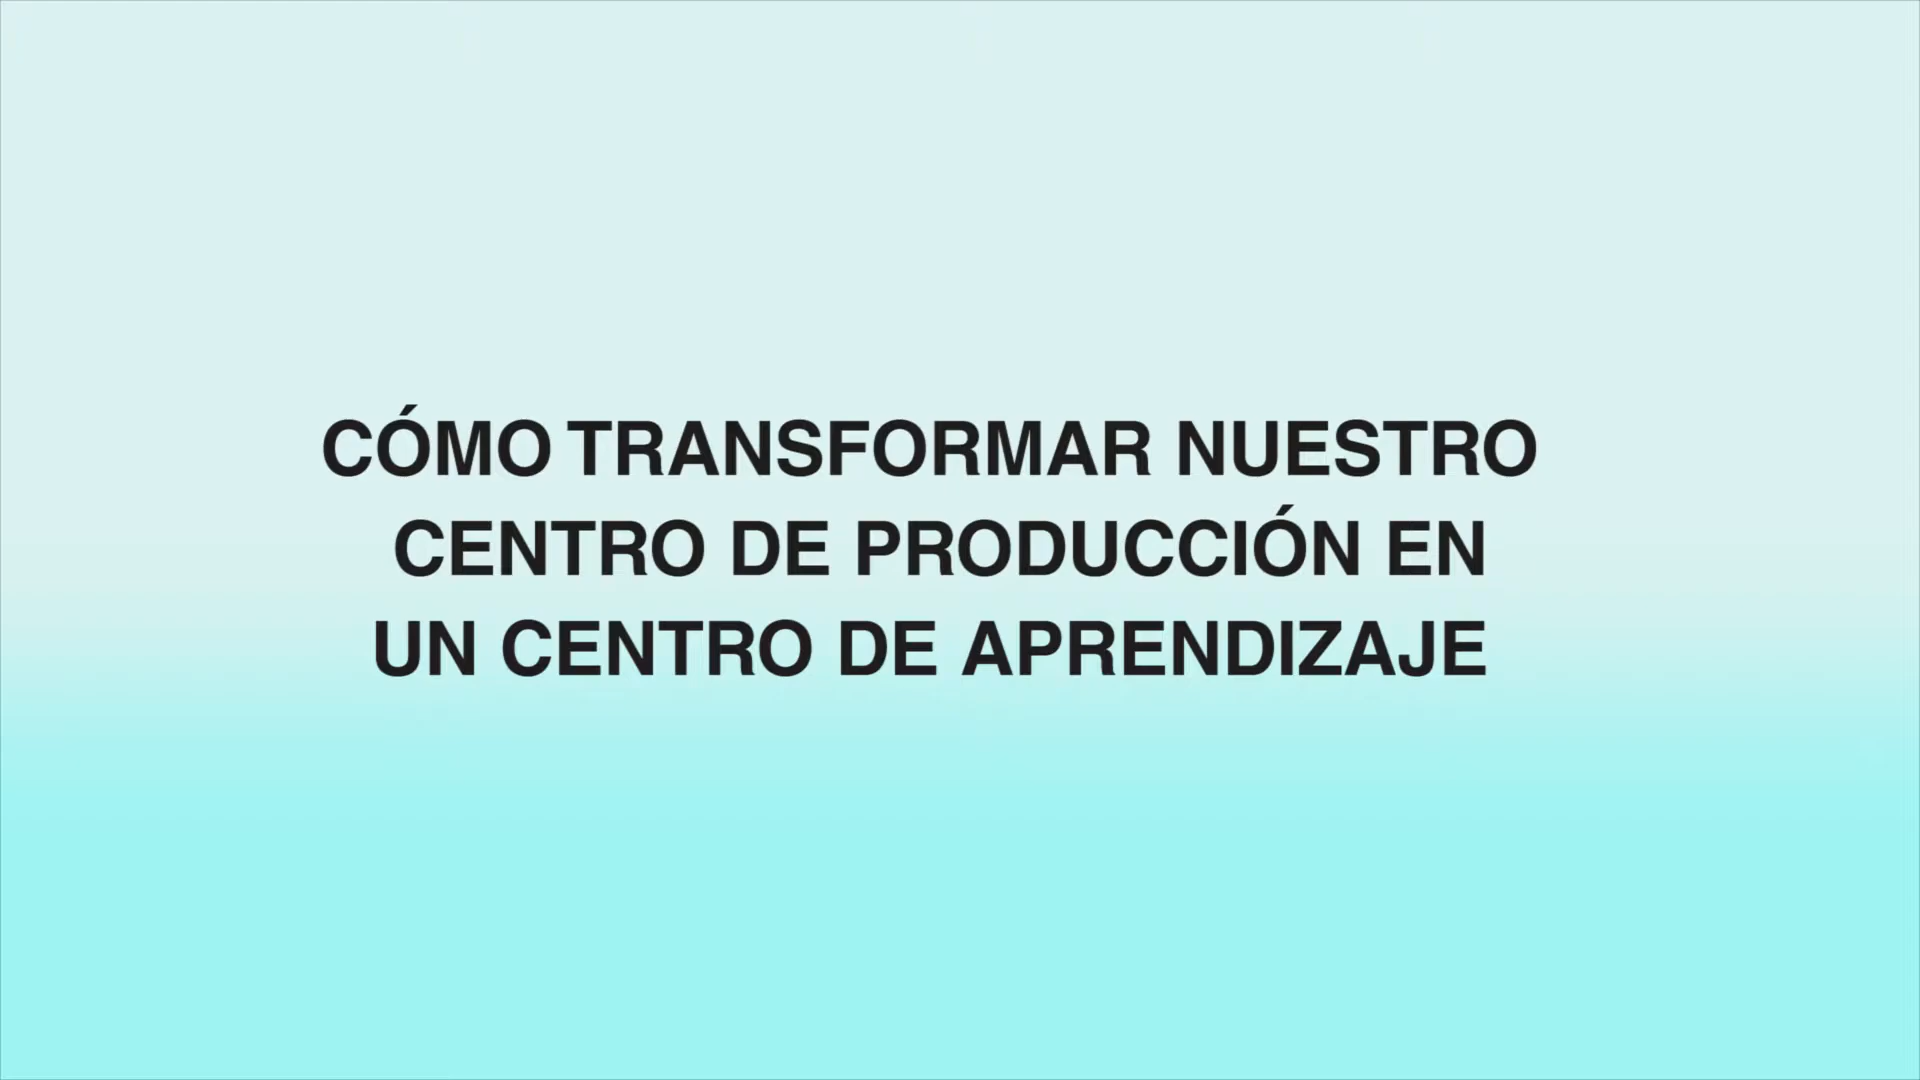 CÓMO TRANSFORMAR NUESTRO
CENTRO DE PRODUCCIÓN EN
UN CENTRO DE APRENDIZAJE